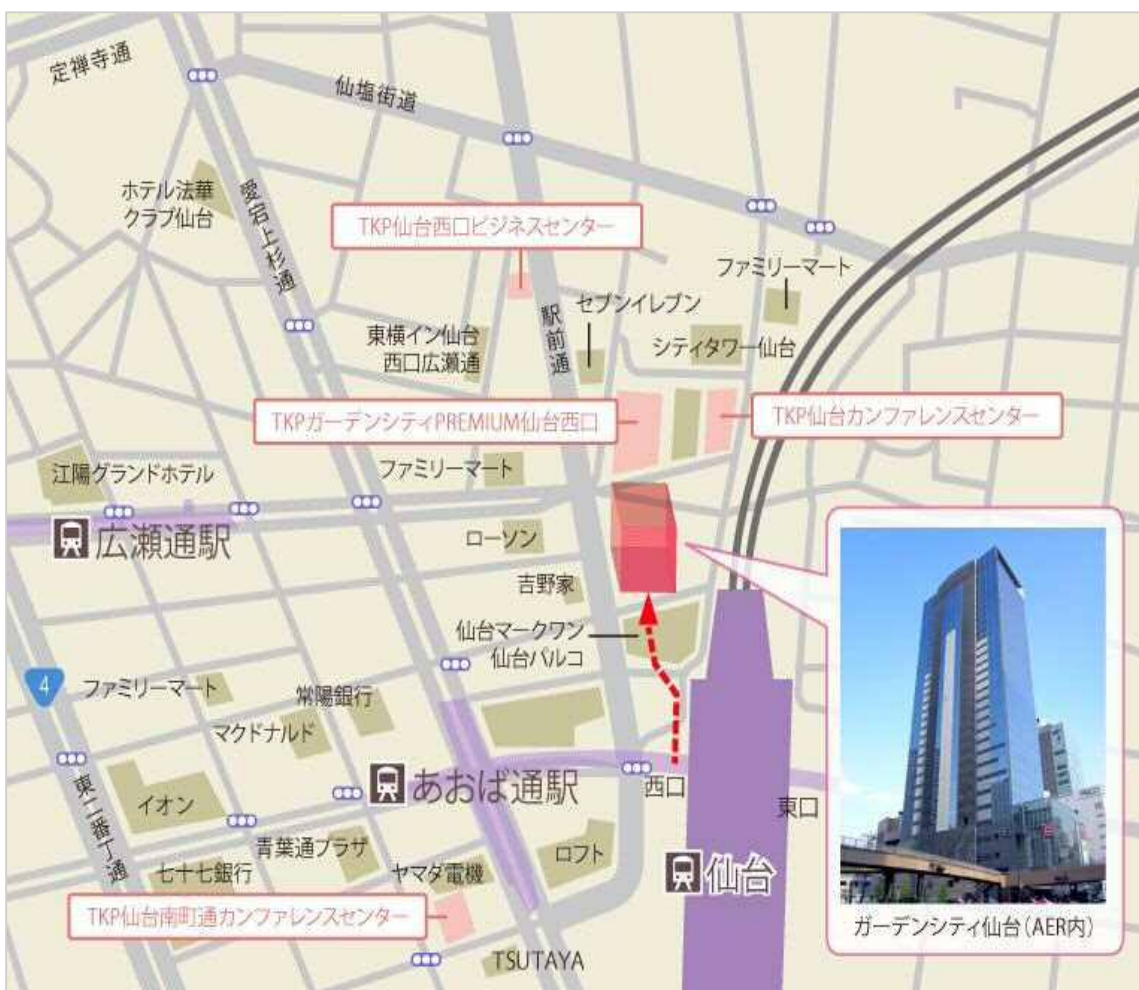 定禅寺通
仙塩街道
ホテル法華
クラブ仙台
愛宕上杉通
TKP仙台西口ビジネスセンター
ファミリーマート
セブンイレブン
駅前通
東横イン仙台
西口広瀬通
シティタワー仙台
TKPガーデンシティPREMIUM仙台西口
TKP仙台カンファレンスセンター
江陽グランドホテル
ファミリーマート
広瀬通駅
ローソン
吉野家
仙台マークワン
仙台パルコ
4
ファミリーマート
常陽銀行
マクドナルド
あおば通駅
西口
東口
東二番丁通
イオン
青葉通プラザ
ロフト
七十七銀行
ヤマダ電機
仙台
TKP仙台南町通カンファレンスセンター
TSUTAYA
ガーデンシティ仙台(AER内)